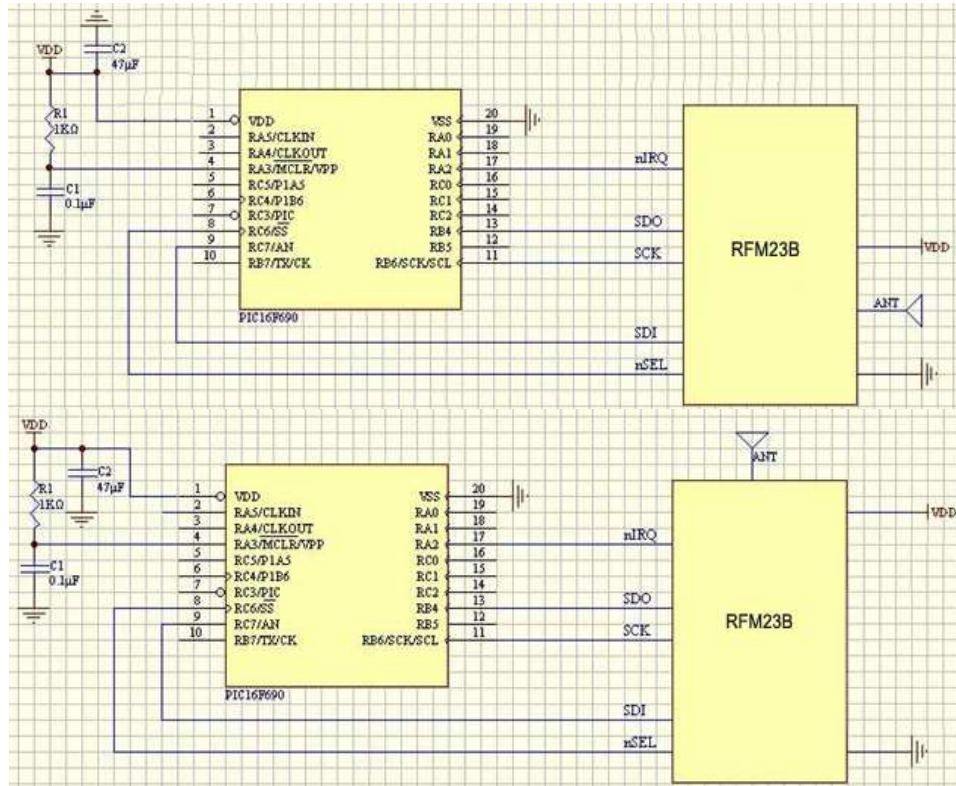 C2
VDD
47µF
R1
1KΩ
C1
0.1µF
1 VDD VSS 20
2 RA5/CLKIN RA0 19
3 RA4/CLKOUT RA1 18
4 RA3/MCLR/VPP RA2 17
5 RC5/P1A5 RC0 16
6 RC4/P1B6 RC1 15
7 RC3/PIC RC2 14
8 RC6/SS RB4 13
9 RC7/AN RB5 12
10 RB7/TX/CK RB6/SCK/SCL 11
PIC16F690
nIRQ
SDO
SCK
SDI
nSEL
RFM23B
VDD
ANT
VDD
C2
47µF
R1
1KΩ
C1
0.1µF
1 VDD VSS 20
2 RA5/CLKIN RA0 19
3 RA4/CLKOUT RA1 18
4 RA3/MCLR/VPP RA2 17
5 RC5/P1A5 RC0 16
6 RC4/P1B6 RC1 15
7 RC3/PIC RC2 14
8 RC6/SS RB4 13
9 RC7/AN RB5 12
10 RB7/TX/CK RB6/SCK/SCL 11
PIC16F690
nIRQ
SDO
SCK
SDI
nSEL
ANT
RFM23B
VDD